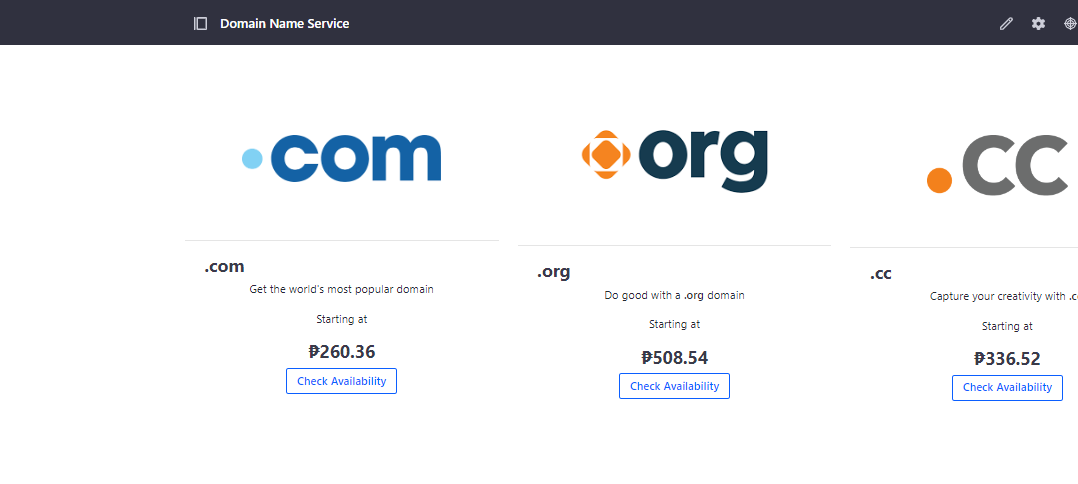 Domain Name Service
.com
.org
.cc
.com
Get the world's most popular domain
Starting at
₱260.36
Check Availability
.org
Do good with a .org domain
Starting at
₱508.54
Check Availability
.cc
Capture your creativity with
Starting at
₱336.52
Check Availability